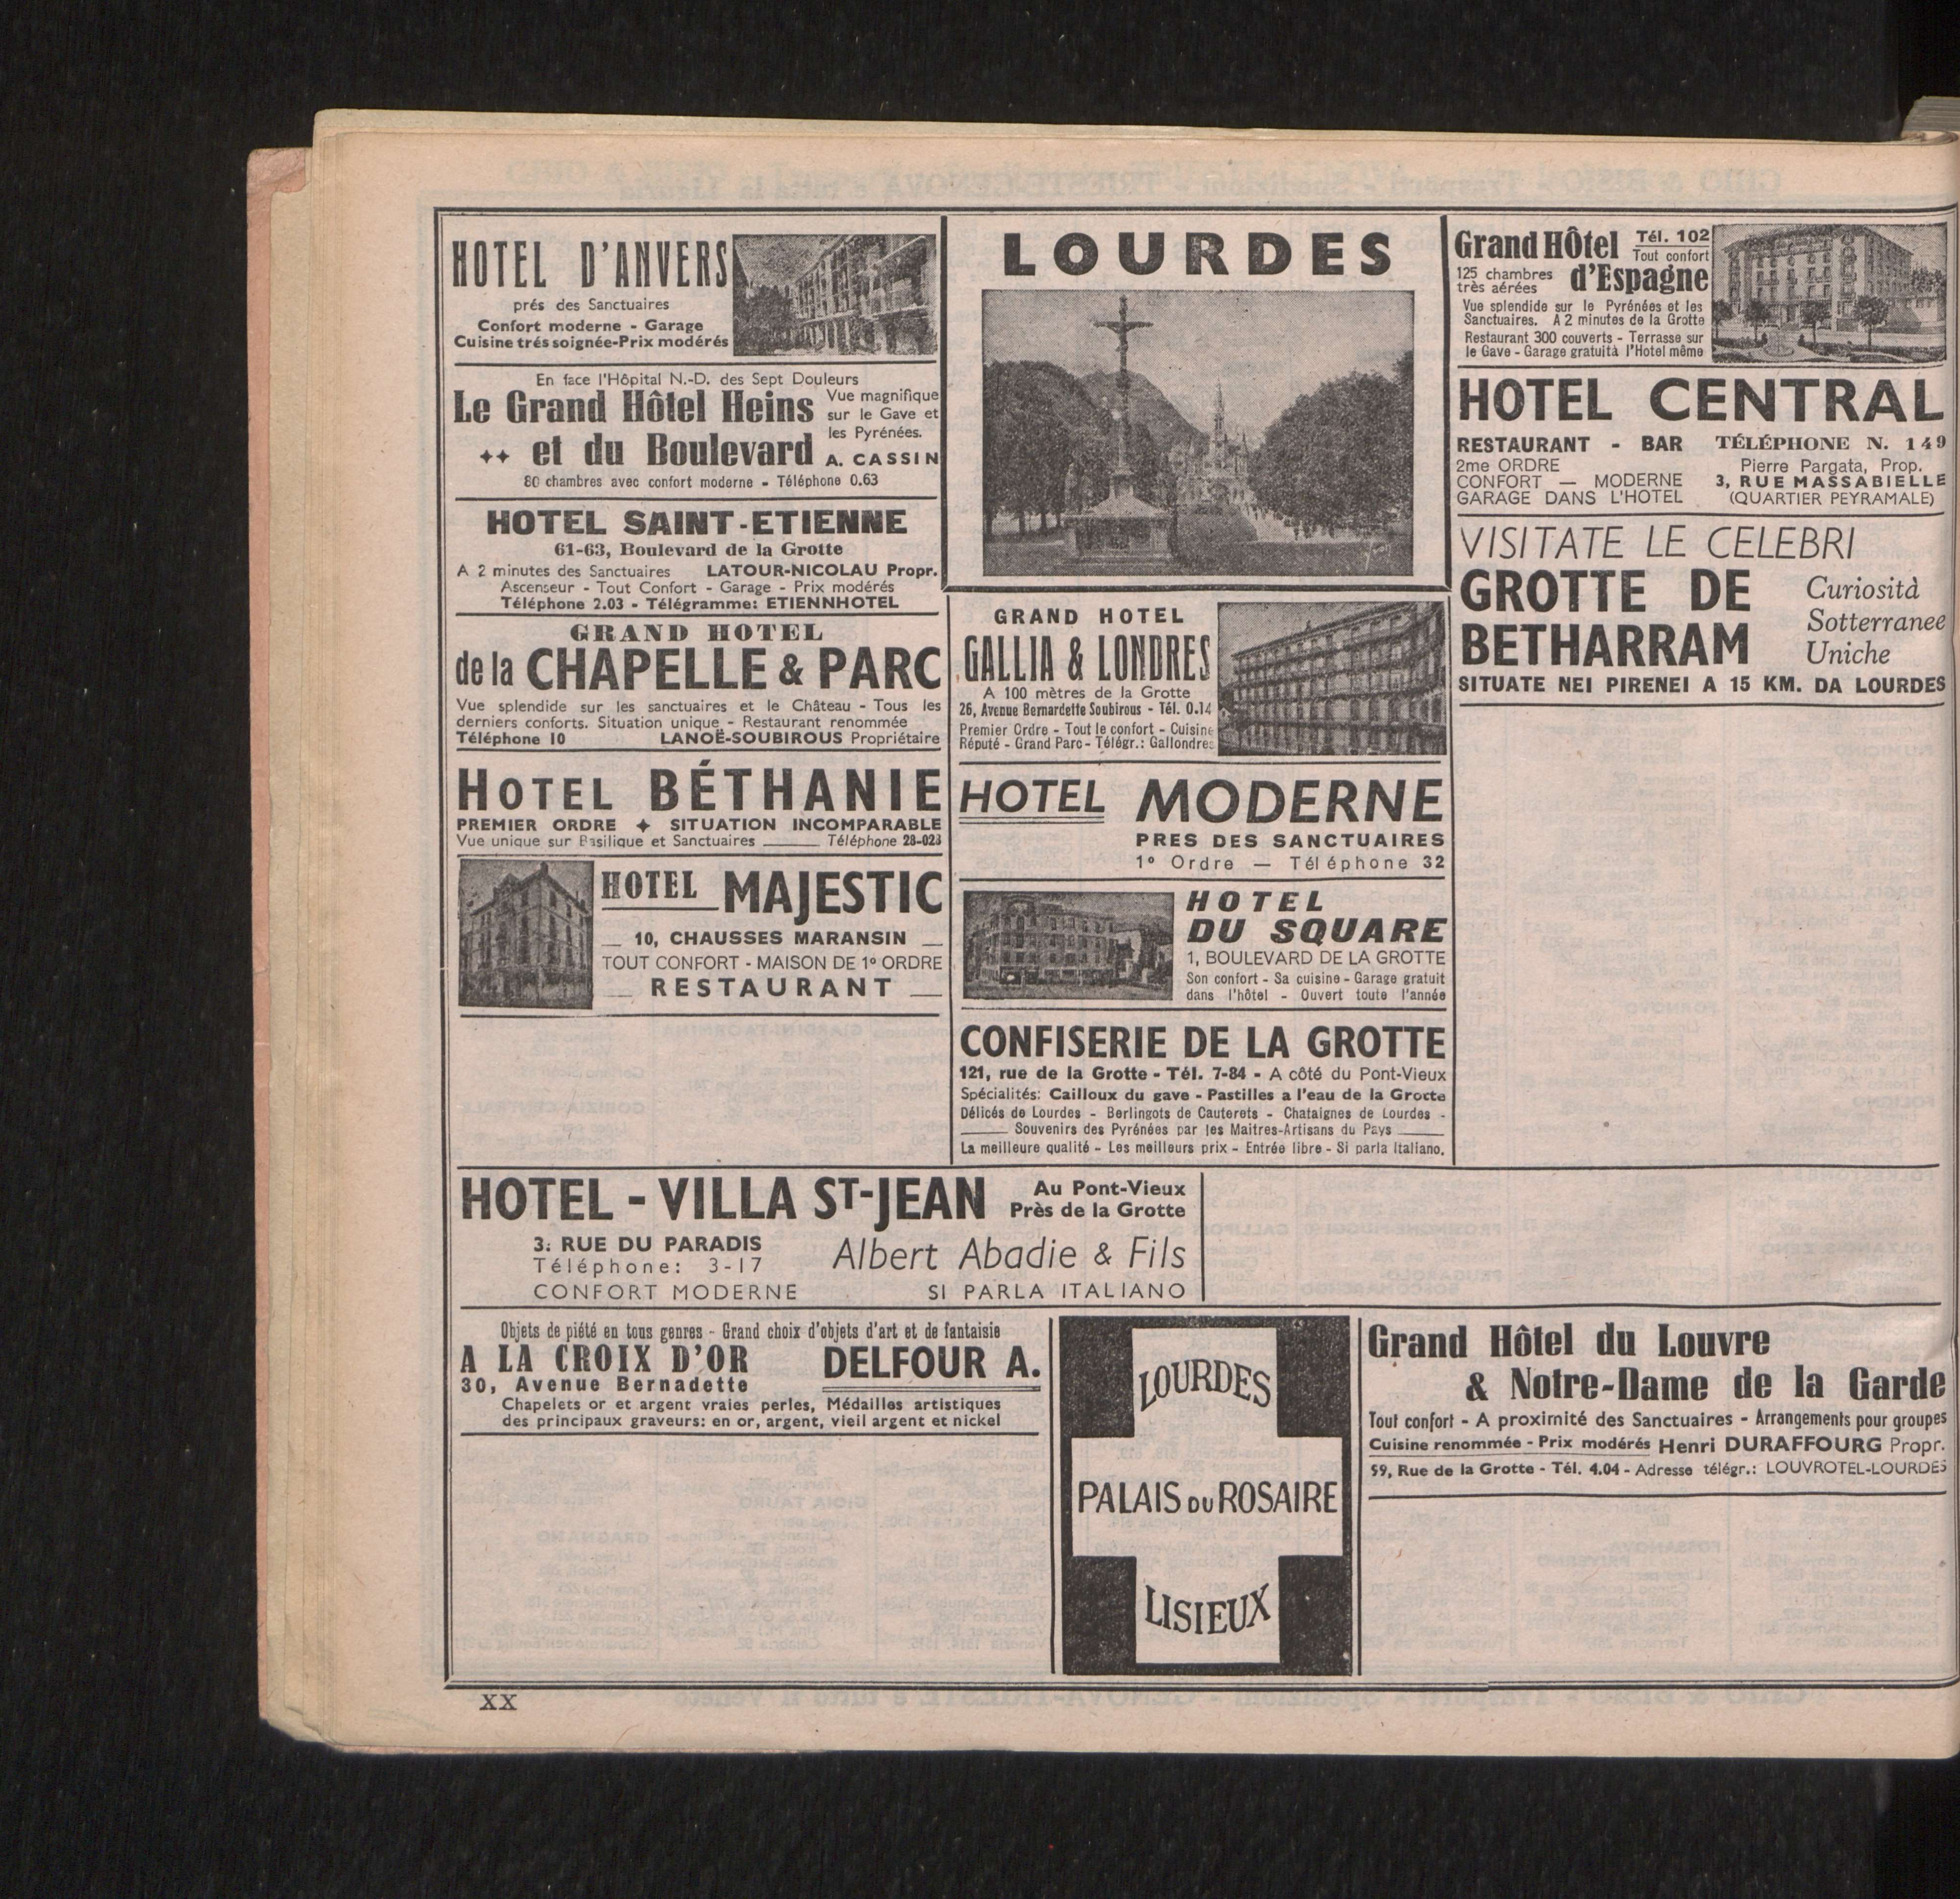 HOTEL D'ANVERS
prés des Sanctuaires
Confort moderne - Garage
Cuisine trés soignée-Prix modérés
En face l'Hôpital N.-D. des Sept Douleurs
Le Grand Hôtel Heins
et du Boulevard
Vue magnifique
sur le Gave et
les Pyrénées.
A. CASSIN
80 chambres avec confort moderne - Téléphone 0.63
HOTEL SAINT-ETIENNE
61-63, Boulevard de la Grotte
A 2 minutes des Sanctuaires LATOUR-NICOLAU Propr.
Ascenseur - Tout Confort - Garage - Prix modérés
Téléphone 2.03 - Télégramme: ETIENNHOTEL
GRAND HOTEL
de la CHAPELLE & PARC
Vue splendide sur les sanctuaires et le Château - Tous les
derniers conforts. Situation unique - Restaurant renommée
Téléphone 10 LANOË-SOUBIROUS Propriétaire
HOTEL BÉTHANIE
PREMIER ORDRE ✦ SITUATION INCOMPARABLE
Vue unique sur Basilique et Sanctuaires Téléphone 28-023
HOTEL MAJESTIC
10, CHAUSSES MARANSIN
TOUT CONFORT - MAISON DE 1º ORDRE
RESTAURANT
LOURDES
GRAND HOTEL
GALLIA & LONDRES
A 100 mètres de la Grotte
26, Avenue Bernardette Soubirous - Tél. 0.14
Premier Ordre - Tout le confort - Cuisine
Réputé - Grand Parc - Télégr.: Gallondres
HOTEL MODERNE
PRES DES SANCTUAIRES
1º Ordre — Téléphone 32
HOTEL
DU SQUARE
1, BOULEVARD DE LA GROTTE
Son confort - Sa cuisine - Garage gratuit
dans l'hôtel - Ouvert toute l'année
CONFISERIE DE LA GROTTE
121, rue de la Grotte - Tél. 7-84 - A côté du Pont-Vieux
Spécialités: Cailloux du gave - Pastilles a l'eau de la Grotte
Délicés de Lourdes - Berlingots de Cauterets - Chataignes de Lourdes -
Souvenirs des Pyrénées par les Maitres-Artisans du Pays
La meilleure qualité - Les meilleurs prix - Entrée libre - Si parla Italiano.
Grand Hôtel
d'Espagne
Tél. 102
Tout confort
125 chambres
très aérées
Vue splendide sur le Pyrénées et les
Sanctuaires. A 2 minutes de la Grotte
Restaurant 300 couverts - Terrasse sur
le Gave - Garage gratuità l'Hotel même
HOTEL CENTRAL
RESTAURANT - BAR TÉLÉPHONE N. 149
2me ORDRE
CONFORT — MODERNE
GARAGE DANS L'HOTEL
Pierre Pargata, Prop.
3, RUE MASSABIELLE
(QUARTIER PEYRAMALE)
VISITATE LE CELEBRI
GROTTE DE
BETHARRAM
Curiosità
Sotterranee
Uniche
SITUATE NEI PIRENEI A 15 KM. DA LOURDES
HOTEL - VILLA ST-JEAN
Au Pont-Vieux
Près de la Grotte
3. RUE DU PARADIS
Téléphone: 3-17
CONFORT MODERNE
Albert Abadie & Fils
SI PARLA ITALIANO
Objets de piété en tous genres - Grand choix d'objets d'art et de fantaisie
A LA CROIX D'OR DELFOUR A.
30, Avenue Bernadette
Chapelets or et argent vraies perles, Médailles artistiques
des principaux graveurs: en or, argent, vieil argent et nickel
LOURDES
PALAIS DU ROSAIRE
LISIEUX
Grand Hôtel du Louvre
& Notre-Dame de la Garde
Tout confort - A proximité des Sanctuaires - Arrangements pour groupes
Cuisine renommée - Prix modérés Henri DURAFFOURG Propr.
59, Rue de la Grotte - Tél. 4.04 - Adresse télégr.: LOUVROTEL-LOURDES
XX